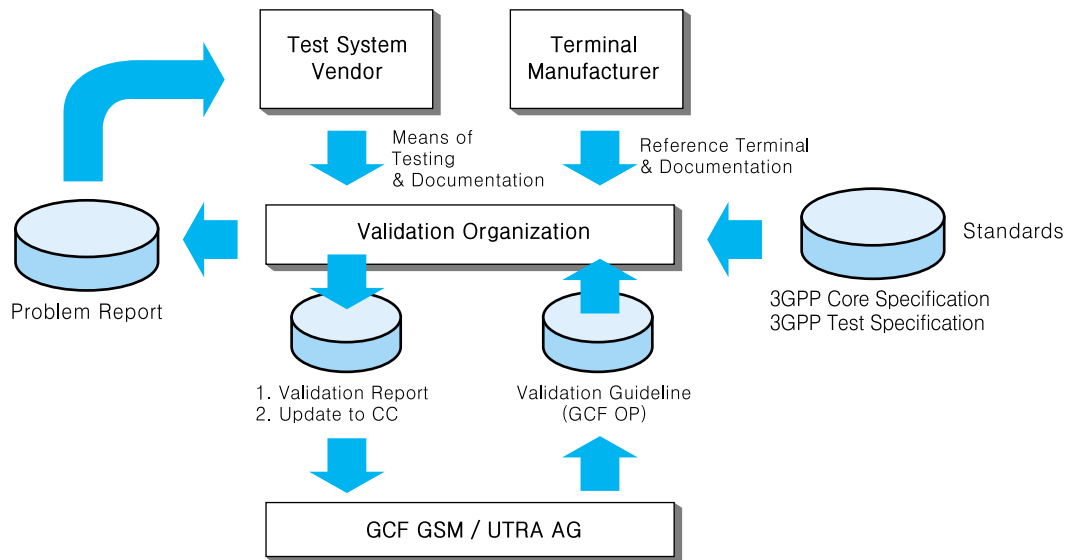 Test System
Vendor
Terminal
Manufacturer
Means of
Testing
& Documentation
Reference Terminal
& Documentation
Validation Organization
Standards
Problem Report
3GPP Core Specification
3GPP Test Specification
1. Validation Report
2. Update to CC
Validation Guideline
(GCF OP)
GCF GSM / UTRA AG